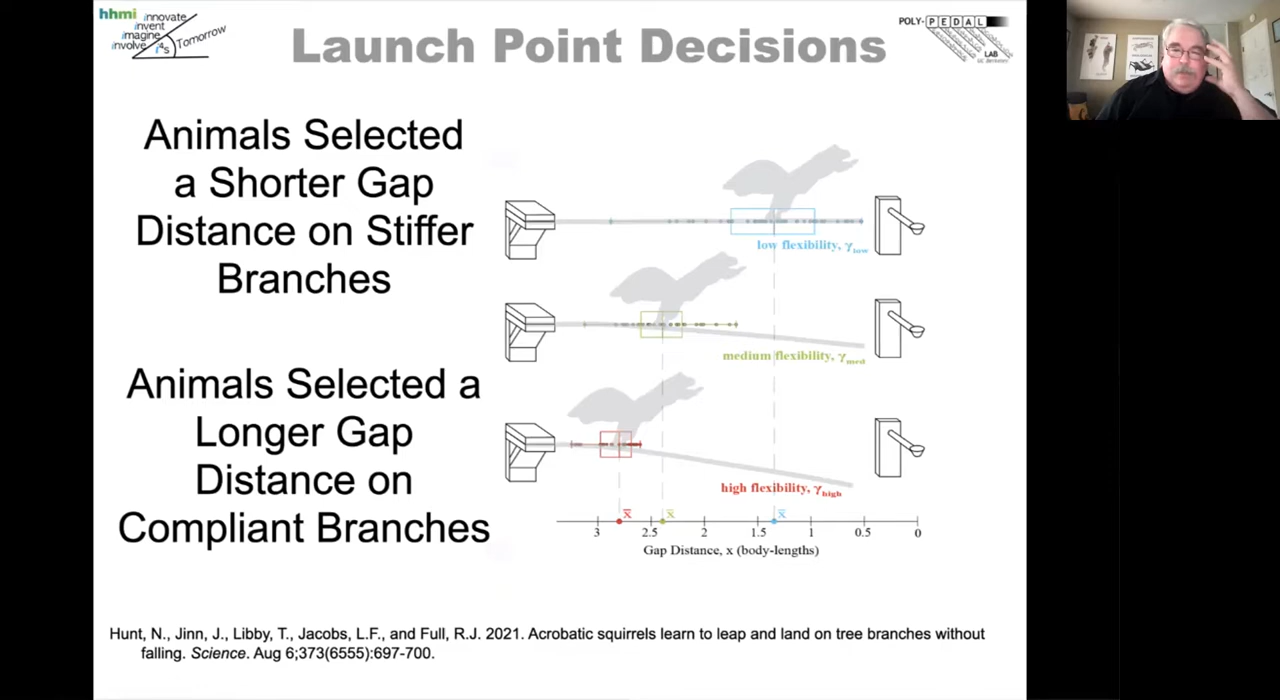 hhmi
innovate
invent
imagine
involve
i⁴s
Tomorrow
Launch Point Decisions
POLY-PEDAL
LAB
UC Berkeley
Animals Selected
a Shorter Gap
Distance on Stiffer
Branches
Animals Selected a
Longer Gap
Distance on
Compliant Branches
low flexibility, γlow
medium flexibility, γmed
high flexibility, γhigh
x̄ x̄ x̄
3 2.5 2 1.5 1 0.5 0
Gap Distance, x (body-lengths)
Hunt, N., Jinn, J., Libby, T., Jacobs, L.F., and Full, R.J. 2021. Acrobatic squirrels learn to leap and land on tree branches without
falling. Science. Aug 6;373(6555):697-700.